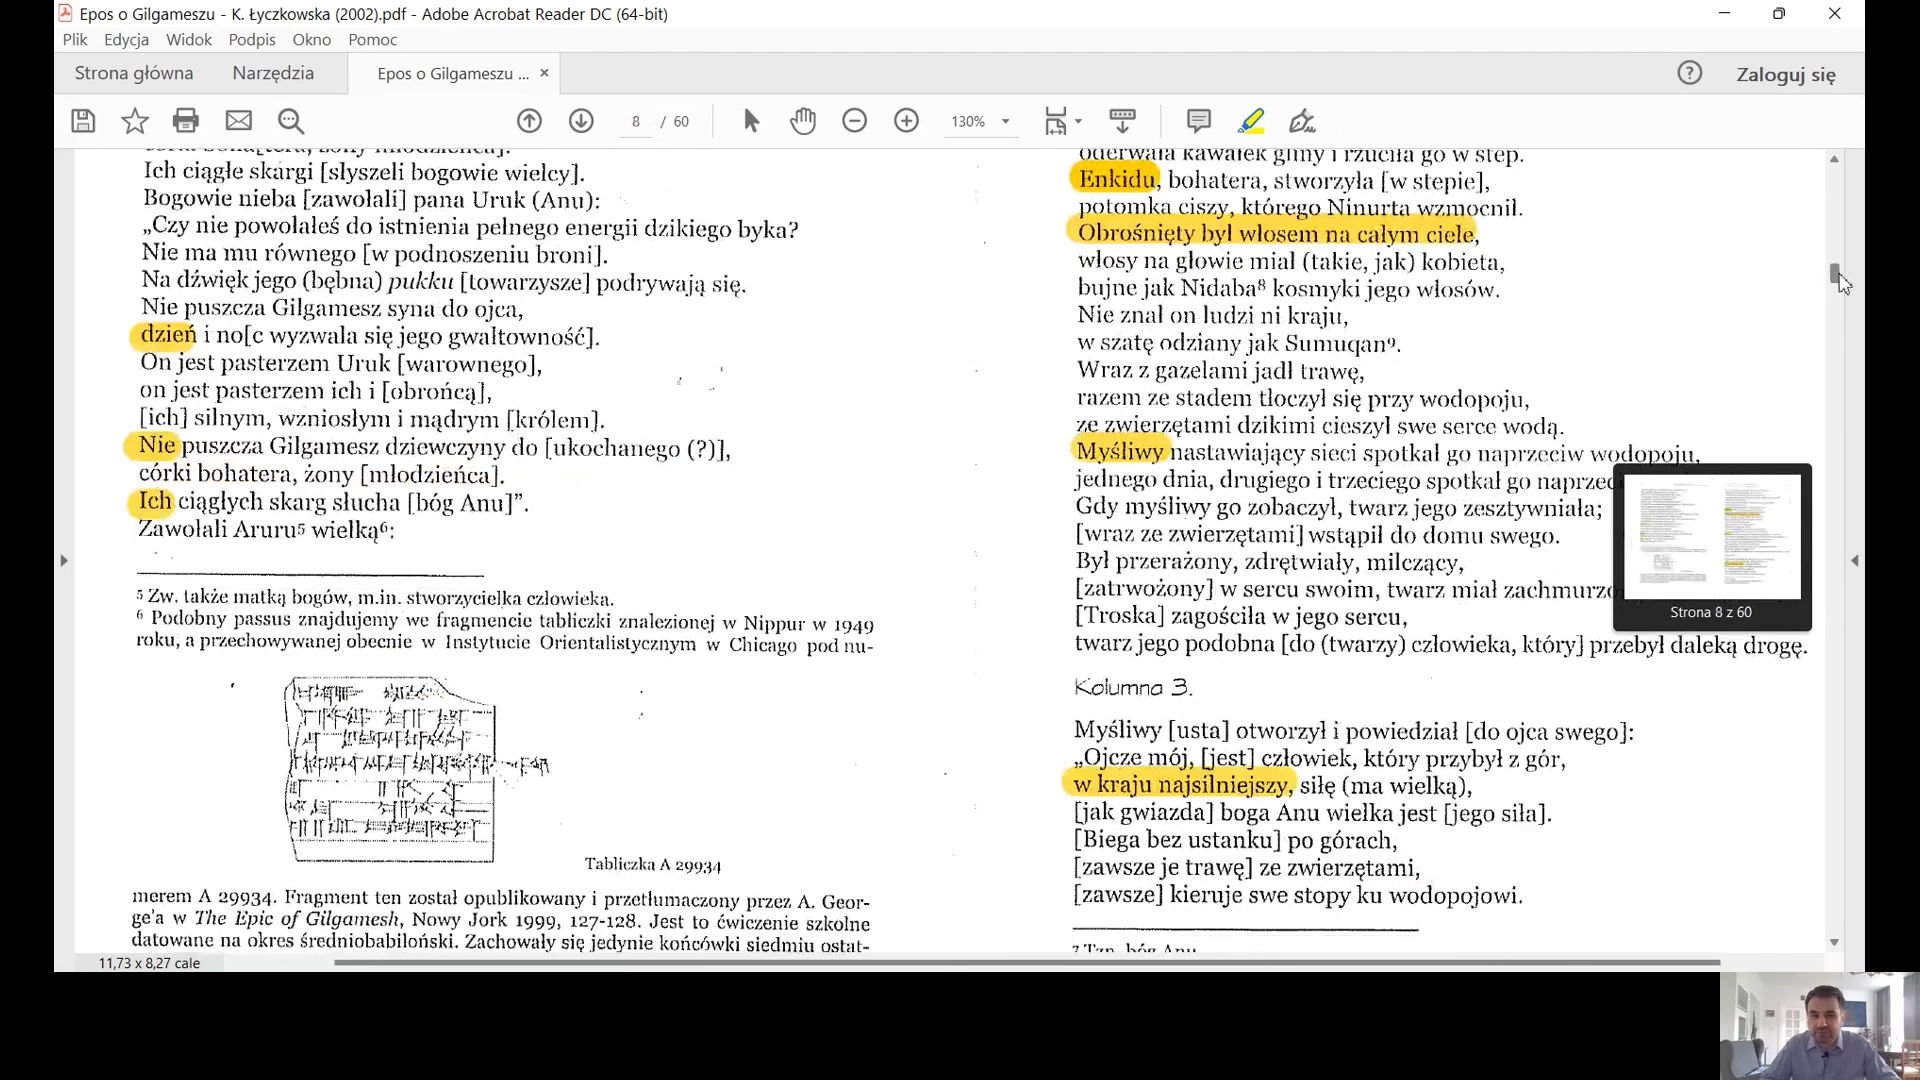 Epos o Gilgameszu - K. Łyczkowska (2002).pdf - Adobe Acrobat Reader DC (64-bit)
Plik Edycja Widok Podpis Okno Pomoc
Strona główna Narzędzia Epos o Gilgameszu ... × Zaloguj się
8 / 60 130%
Ich ciągłe skargi [słyszeli bogowie wielcy].
Bogowie nieba [zawołali] pana Uruk (Anu):
„Czy nie powołałeś do istnienia pełnego energii dzikiego byka?
Nie ma mu równego [w podnoszeniu broni].
Na dźwięk jego (bębna) pukku [towarzysze] podrywają się.
Nie puszcza Gilgamesz syna do ojca,
dzień i no[c wyzwala się jego gwałtowność].
On jest pasterzem Uruk [warownego],
on jest pasterzem ich i [obrońcą],
[ich] silnym, wzniosłym i mądrym [królem].
Nie puszcza Gilgamesz dziewczyny do [ukochanego (?)],
córki bohatera, żony [młodzieńca].
Ich ciągłych skarg słucha [bóg Anu]”.
Zawołali Aruru5 wielką6:
5 Zw. także matką bogów, m.in. stworzycielka człowieka.
6 Podobny passus znajdujemy we fragmencie tabliczki znalezionej w Nippur w 1949
roku, a przechowywanej obecnie w Instytucie Orientalistycznym w Chicago pod nu-
Tabliczka A 29934
merem A 29934. Fragment ten został opublikowany i przetłumaczony przez A. Geor-
ge'a w The Epic of Gilgamesh, Nowy Jork 1999, 127-128. Jest to ćwiczenie szkolne
datowane na okres średniobabiloński. Zachowały się jedynie końcówki siedmiu ostat-
oderwała kawałek gliny i rzuciła go w step.
Enkidu, bohatera, stworzyła [w stepie],
potomka ciszy, którego Ninurta wzmocnił.
Obrośnięty był włosem na całym ciele,
włosy na głowie miał (takie, jak) kobieta,
bujne jak Nidaba8 kosmyki jego włosów.
Nie znał on ludzi ni kraju,
w szatę odziany jak Sumuqan9.
Wraz z gazelami jadł trawę,
razem ze stadem tłoczył się przy wodopoju,
ze zwierzętami dzikimi cieszył swe serce wodą.
Myśliwy nastawiający sieci spotkał go naprzeciw wodopoju,
jednego dnia, drugiego i trzeciego spotkał go
Gdy myśliwy go zobaczył, twarz jego zesztywniała;
[wraz ze zwierzętami] wstąpił do domu swego.
Był przerażony, zdrętwiały, milczący,
[zatrwożony] w sercu swoim, twarz miał
[Troska] zagościła w jego sercu,
twarz jego podobna [do (twarzy) człowieka, który] przebył daleką drogę.
Kolumna 3.
Myśliwy [usta] otworzył i powiedział [do ojca swego]:
„Ojcze mój, [jest] człowiek, który przybył z gór,
w kraju najsilniejszy, siłę (ma wielką),
[jak gwiazda] boga Anu wielka jest [jego siła].
[Biega bez ustanku] po górach,
[zawsze je trawę] ze zwierzętami,
[zawsze] kieruje swe stopy ku wodopojowi.
7 Tzn. bóg Anu
Strona 8 z 60
11,73 x 8,27 cale